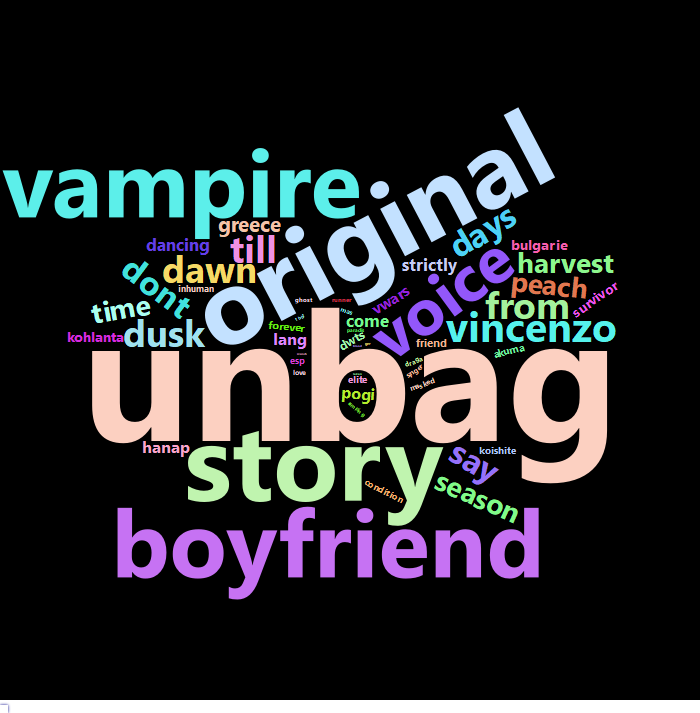 original
vampire
greece
days
dancing
till
bulgarie
voice
strictly
harvest
dawn
dont
peach
inhuman
survivor
ghost
summer
vwars
time
from
come
forever
kohlanta
dusk
vincenzo
lang
dwts
friend
akuma
unbag
esp
love
elite
masked
pogi
story
hanap
say
koishite
condition
season
boyfriend